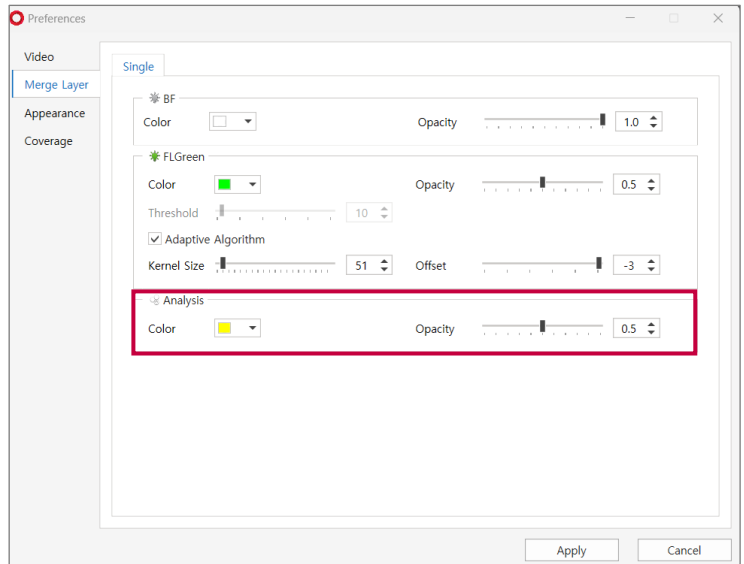 Preferences
Video
Merge Layer
Appearance
Coverage
Single
BF
Color Opacity 1.0
FLGreen
Color Opacity 0.5
Threshold 10
Adaptive Algorithm
Kernel Size 51 Offset -3
Analysis
Color Opacity 0.5
Apply Cancel